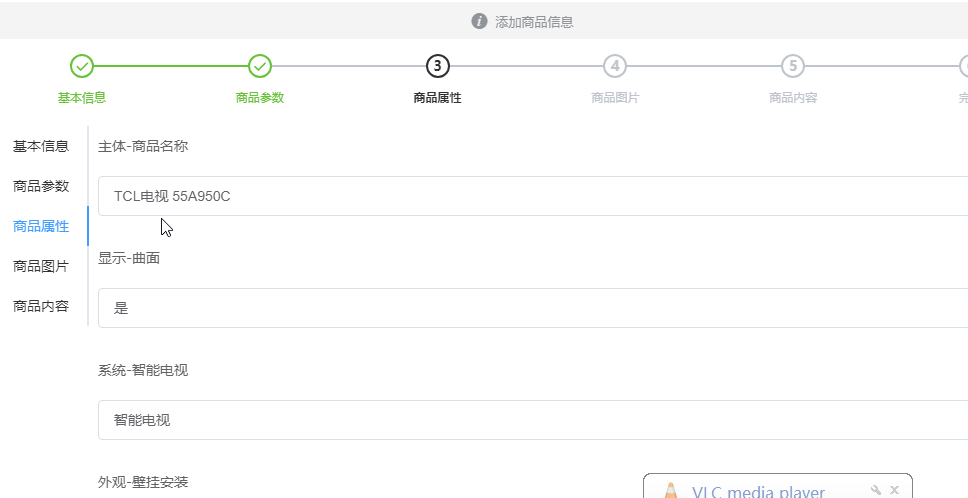 添加商品信息
3 4 5
基本信息 商品参数 商品属性 商品图片 商品内容
基本信息
商品参数
商品属性
商品图片
商品内容
主体-商品名称
TCL电视 55A950C
显示-曲面
是
系统-智能电视
智能电视
外观-壁挂安装
VLC media player